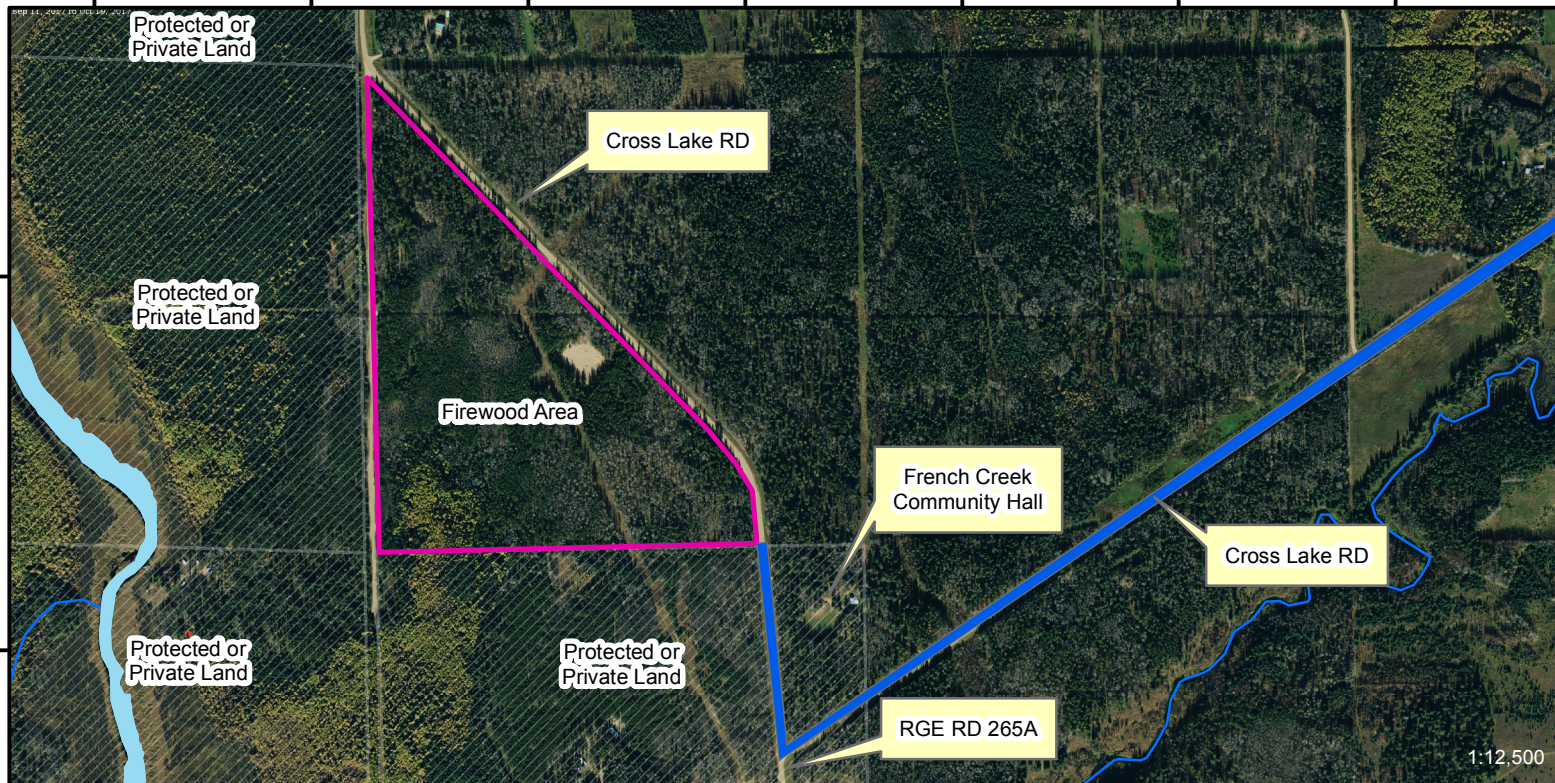 Protected or
Private Land
Cross Lake RD
Protected or
Private Land
Firewood Area
French Creek
Community Hall
Cross Lake RD
Protected or
Private Land
Protected or
Private Land
RGE RD 265A
1:12,500